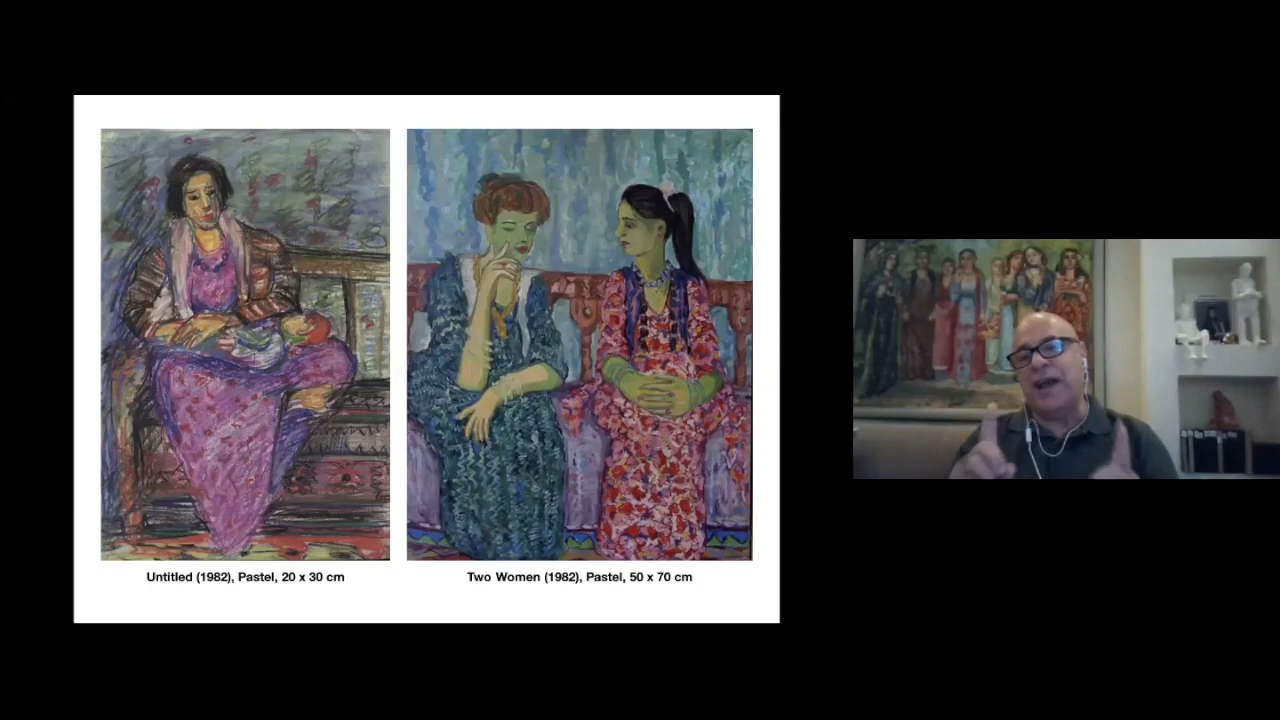 Untitled (1982), Pastel, 20 x 30 cm
Two Women (1982), Pastel, 50 x 70 cm